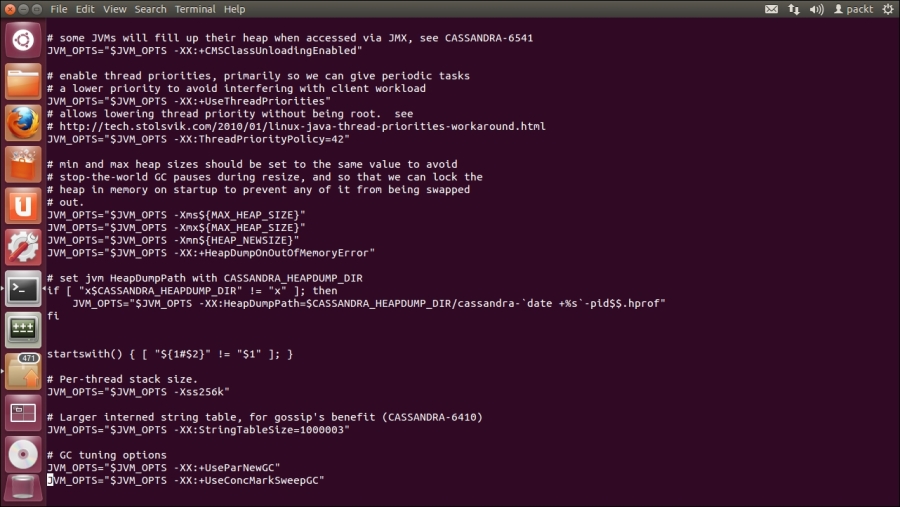 File Edit View Search Terminal Help
packt
# some JVMs will fill up their heap when accessed via JMX, see CASSANDRA-6541
JVM_OPTS="$JVM_OPTS -XX:+CMSClassUnloadingEnabled"
# enable thread priorities, primarily so we can give periodic tasks
# a lower priority to avoid interfering with client workload
JVM_OPTS="$JVM_OPTS -XX:+UseThreadPriorities"
# allows lowering thread priority without being root.  see
# http://tech.stolsvik.com/2010/01/linux-java-thread-priorities-workaround.html
JVM_OPTS="$JVM_OPTS -XX:ThreadPriorityPolicy=42"
# min and max heap sizes should be set to the same value to avoid
# stop-the-world GC pauses during resize, and so that we can lock the
# heap in memory on startup to prevent any of it from being swapped
# out.
JVM_OPTS="$JVM_OPTS -Xms${MAX_HEAP_SIZE}"
JVM_OPTS="$JVM_OPTS -Xmx${MAX_HEAP_SIZE}"
JVM_OPTS="$JVM_OPTS -Xmn${HEAP_NEWSIZE}"
JVM_OPTS="$JVM_OPTS -XX:+HeapDumpOnOutOfMemoryError"
# set jvm HeapDumpPath with CASSANDRA_HEAPDUMP_DIR
if [ "x$CASSANDRA_HEAPDUMP_DIR" != "x" ]; then
    JVM_OPTS="$JVM_OPTS -XX:HeapDumpPath=$CASSANDRA_HEAPDUMP_DIR/cassandra-`date +%s`-pid$$.hprof"
fi
startswith() { [ "${1#$2}" != "$1" ]; }
# Per-thread stack size.
JVM_OPTS="$JVM_OPTS -Xss256k"
# Larger interned string table, for gossip's benefit (CASSANDRA-6410)
JVM_OPTS="$JVM_OPTS -XX:StringTableSize=1000003"
# GC tuning options
JVM_OPTS="$JVM_OPTS -XX:+UseParNewGC"
JVM_OPTS="$JVM_OPTS -XX:+UseConcMarkSweepGC"
471